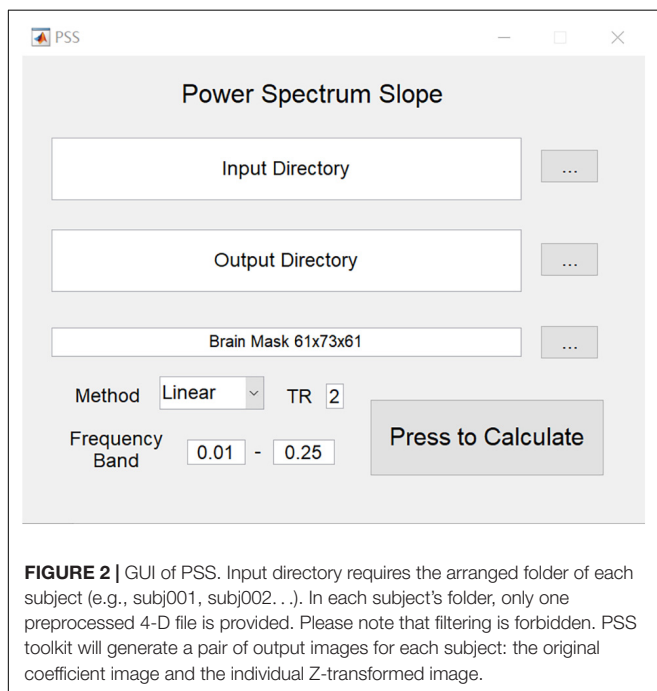 PSS
Power Spectrum Slope
Input Directory
...
Output Directory
...
Brain Mask 61x73x61
...
Method Linear TR 2
Frequency Band 0.01 - 0.25
Press to Calculate
FIGURE 2 | GUI of PSS. Input directory requires the arranged folder of each
subject (e.g., subj001, subj002. . .). In each subject’s folder, only one
preprocessed 4-D file is provided. Please note that filtering is forbidden. PSS
toolkit will generate a pair of output images for each subject: the original
coefficient image and the individual Z-transformed image.